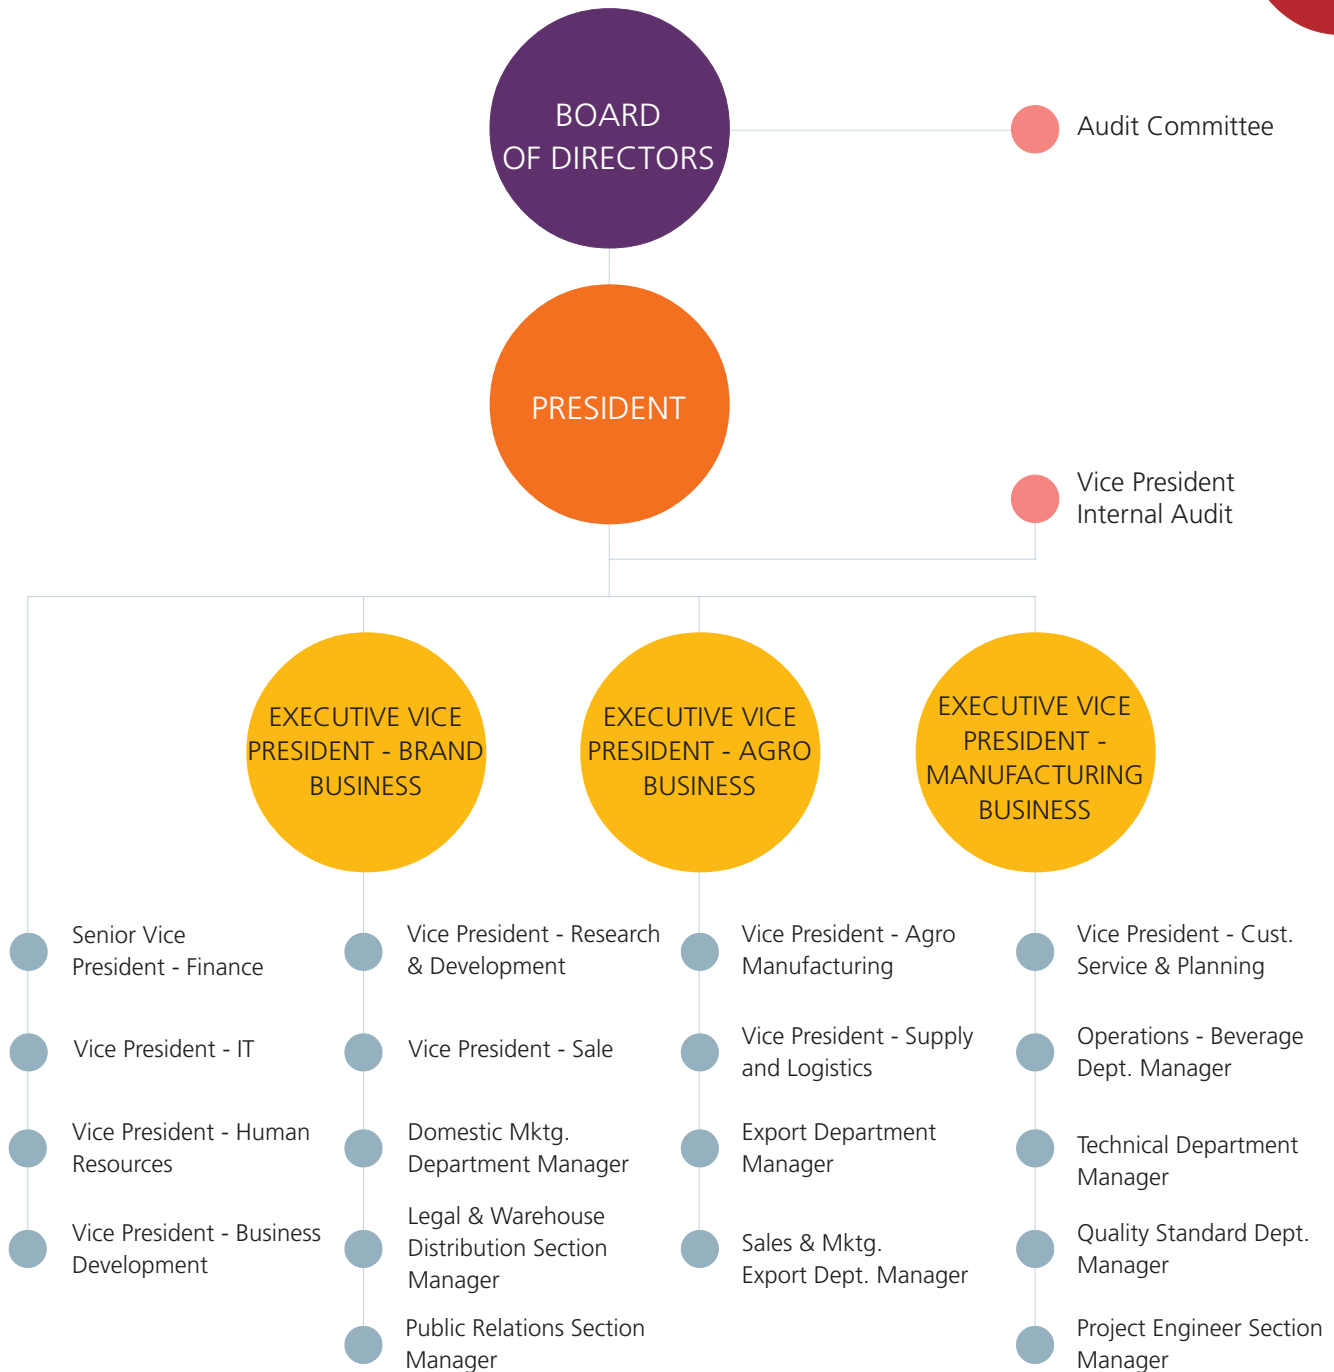 BOARD
OF DIRECTORS
Audit Committee
PRESIDENT
Vice President
Internal Audit
EXECUTIVE VICE
PRESIDENT - BRAND
BUSINESS
EXECUTIVE VICE
PRESIDENT - AGRO
BUSINESS
EXECUTIVE VICE
PRESIDENT -
MANUFACTURING
BUSINESS
Senior Vice
President - Finance
Vice President - IT
Vice President - Human
Resources
Vice President - Business
Development
Vice President - Research
& Development
Vice President - Sale
Domestic Mktg.
Department Manager
Legal & Warehouse
Distribution Section
Manager
Public Relations Section
Manager
Vice President - Agro
Manufacturing
Vice President - Supply
and Logistics
Export Department
Manager
Sales & Mktg.
Export Dept. Manager
Vice President - Cust.
Service & Planning
Operations - Beverage
Dept. Manager
Technical Department
Manager
Quality Standard Dept.
Manager
Project Engineer Section
Manager